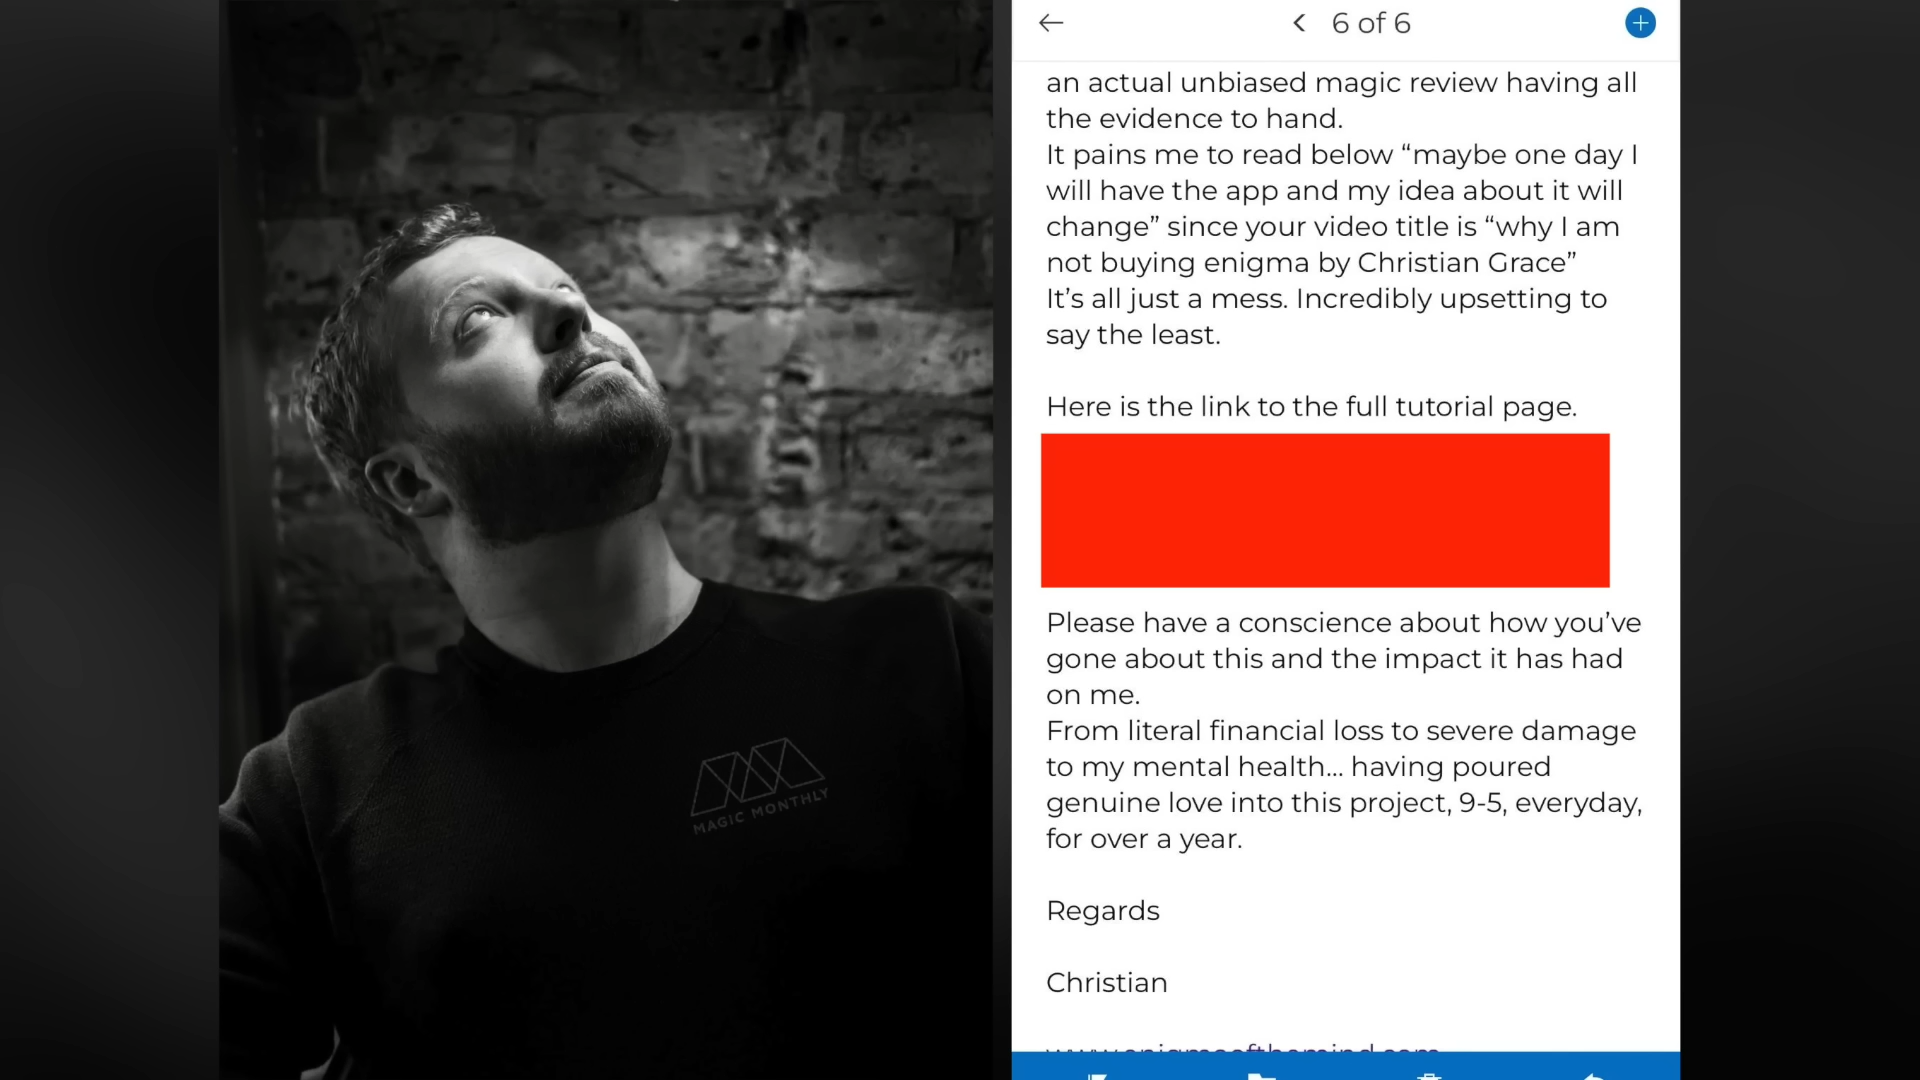 MAGIC MONTHLY
6 of 6
an actual unbiased magic review having all
the evidence to hand.
It pains me to read below “maybe one day I
will have the app and my idea about it will
change” since your video title is “why I am
not buying enigma by Christian Grace”
It’s all just a mess. Incredibly upsetting to
say the least.
Here is the link to the full tutorial page.
Please have a conscience about how you’ve
gone about this and the impact it has had
on me.
From literal financial loss to severe damage
to my mental health... having poured
genuine love into this project, 9-5, everyday,
for over a year.
Regards
Christian
www.enigmaofthemind.com